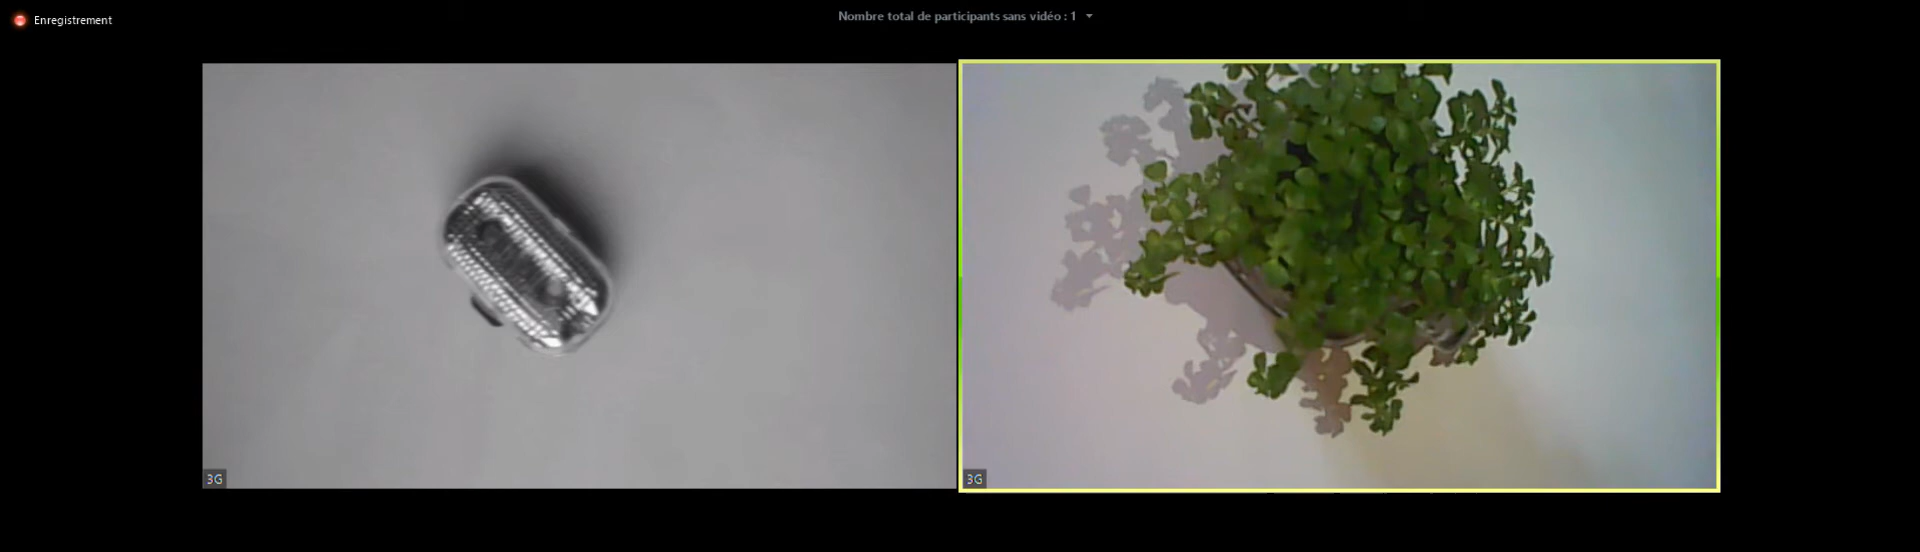 Enregistrement
Nombre total de participants sans vidéo : 1
3G
3G